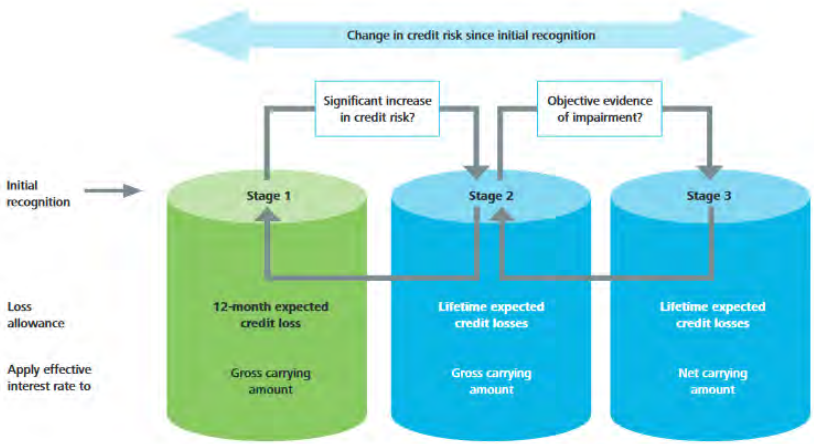 Change in credit risk since initial recognition
Significant increase
in credit risk?
Objective evidence
of impairment?
Initial
recognition
Stage 1
Stage 2
Stage 3
Loss
allowance
12-month expected
credit loss
Lifetime expected
credit losses
Lifetime expected
credit losses
Apply effective
interest rate to
Gross carrying
amount
Gross carrying
amount
Net carrying
amount